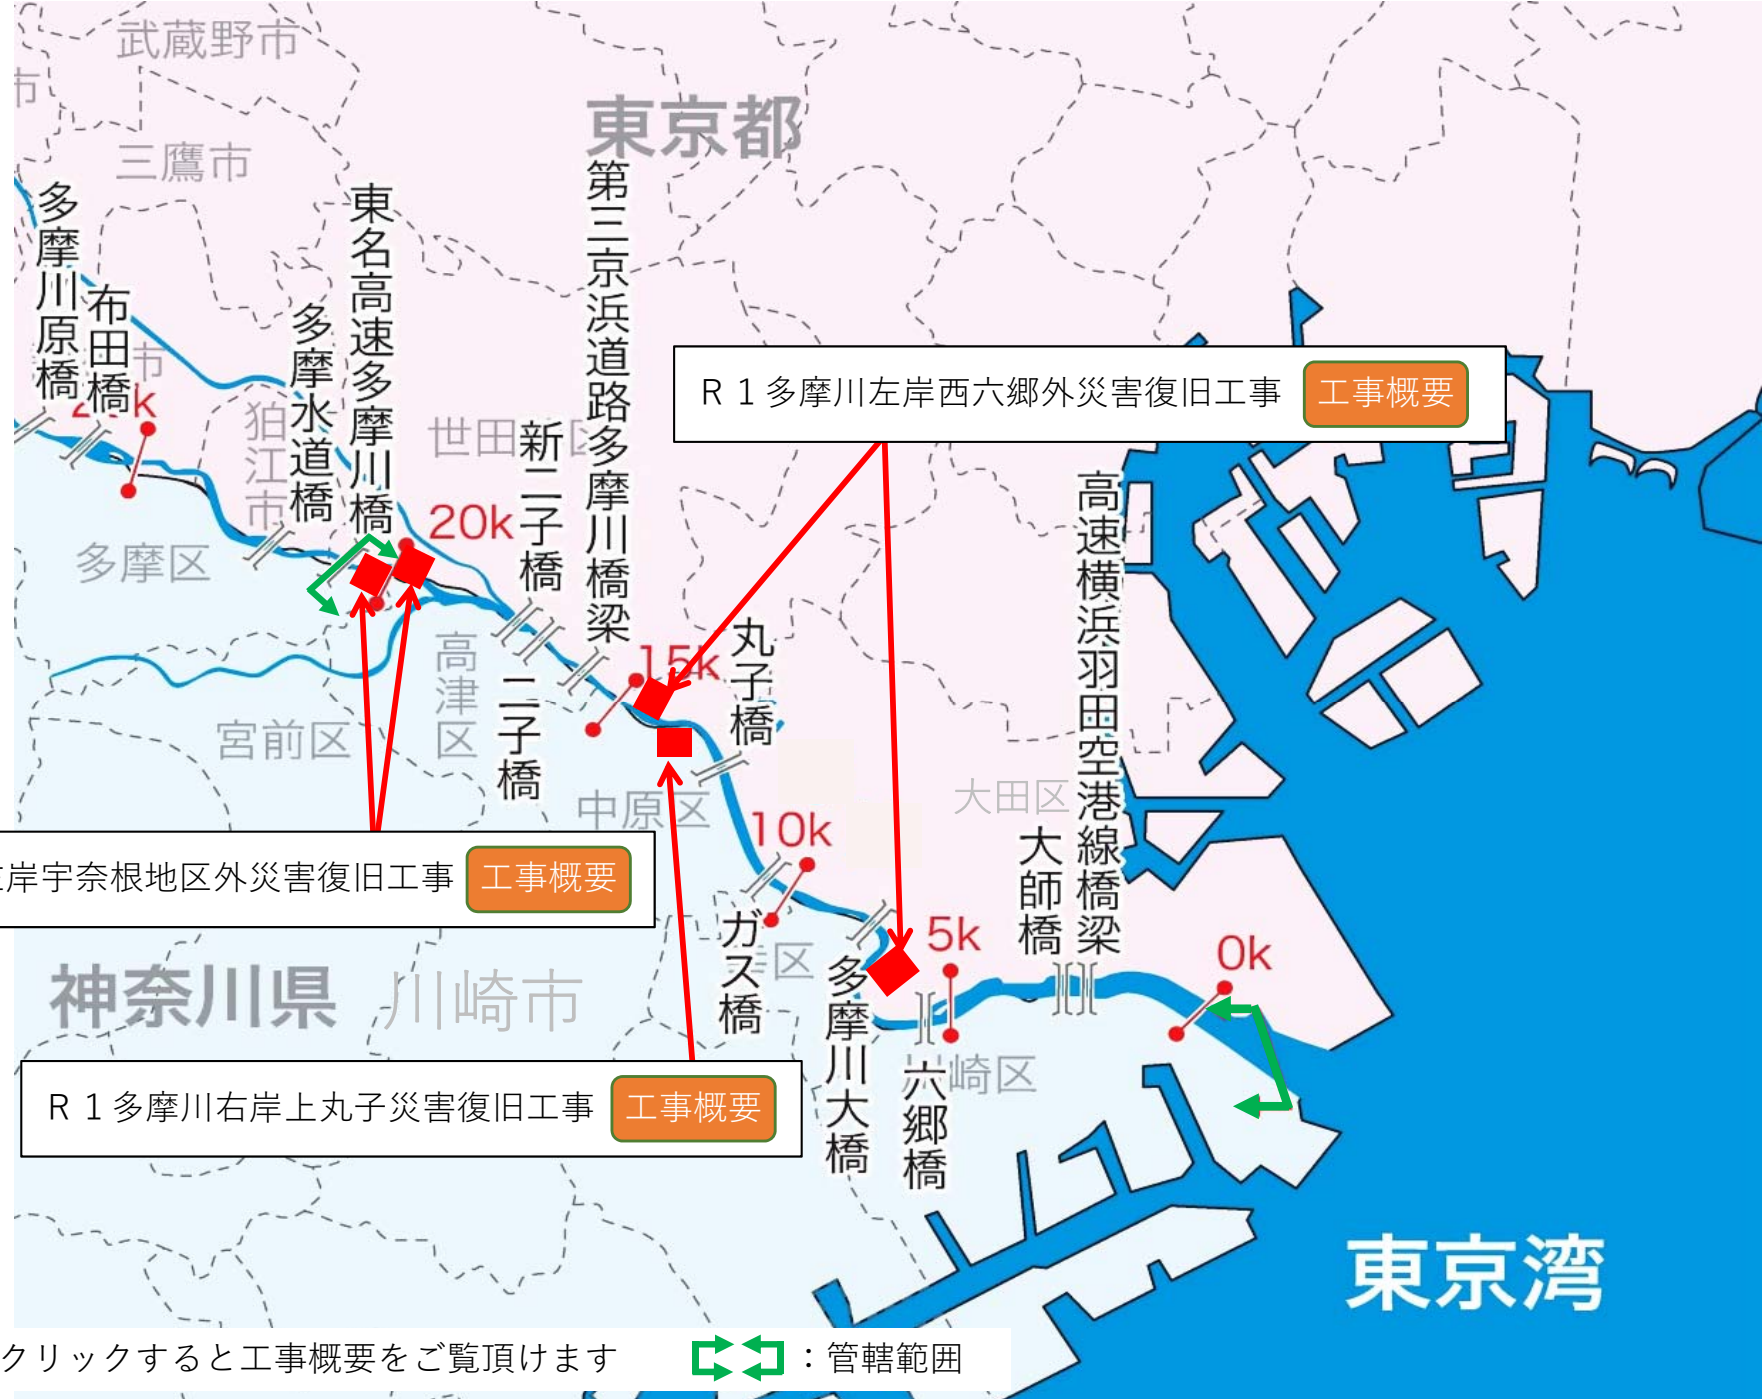 武蔵野市
市
東京都
三鷹市
多摩川原橋
布田橋
市
k
多摩水道橋
東名高速多摩川橋
第三京浜道路多摩川橋梁
狛江市
世田
区
新二子橋
20k
多摩区
R1多摩川左岸西六郷外災害復旧工事
工事概要
高速横浜羽田空港線橋梁
高津区
宮前区
二子橋
15k
丸子橋
中原区
10k
大田区
大師橋
岸宇奈根地区外災害復旧工事
工事概要
ガス橋
区
多摩川大橋
5k
0k
神奈川県
川崎市
崎区
六郷橋
R1多摩川右岸上丸子災害復旧工事
工事概要
東京湾
クリックすると工事概要をご覧頂けます
：管轄範囲